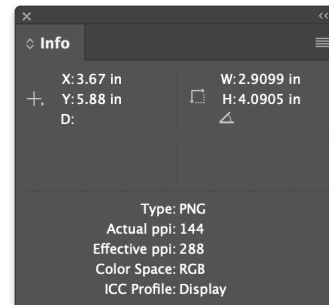 Info
X: 3.67 in
Y: 5.88 in
D:
W: 2.9099 in
H: 4.0905 in
Type: PNG
Actual ppi: 144
Effective ppi: 288
Color Space: RGB
ICC Profile: Display